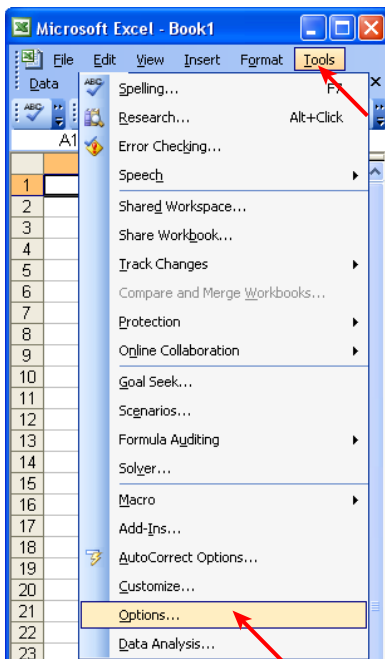 Microsoft Excel - Book1
File Edit View Insert Format Tools
Data
ABC
ABC
A1
Spelling... F7
Research... Alt+Click
Error Checking...
Speech
Shared Workspace...
Share Workbook...
Track Changes
Compare and Merge Workbooks...
Protection
Online Collaboration
Goal Seek...
Scenarios...
Formula Auditing
Solver...
Macro
Add-Ins...
AutoCorrect Options...
Customize...
Options...
Data Analysis...
1
2
3
4
5
6
7
8
9
10
11
12
13
14
15
16
17
18
19
20
21
22
23